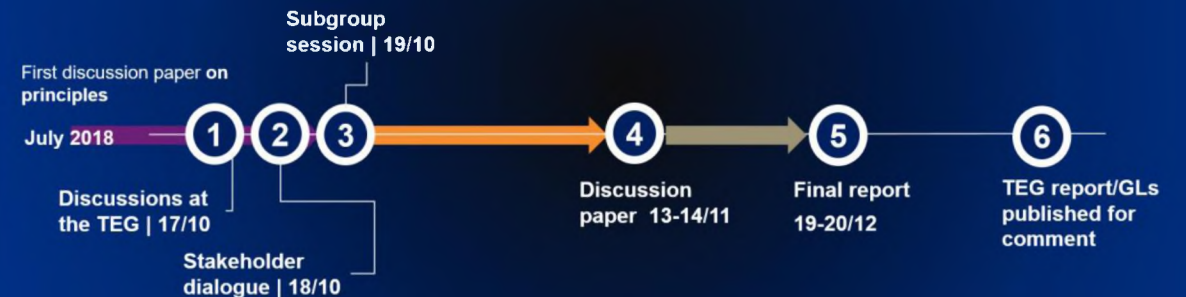 Subgroup
session | 19/10
First discussion paper on
principles
July 2018
1
2
3
4
5
6
Discussions at
the TEG | 17/10
Stakeholder
dialogue | 18/10
Discussion
paper 13-14/11
Final report
19-20/12
TEG report/GLs
published for
comment